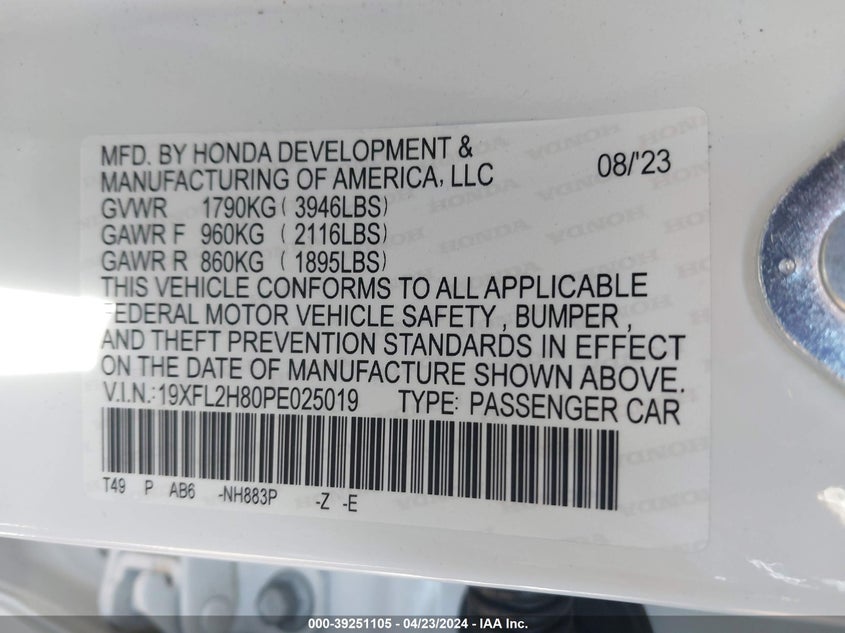 MFD. BY HONDA DEVELOPMENT & 08/'23
MANUFACTURING OF AMERICA, LLC
GVWR 1790KG ( 3946LBS)
GAWR F 960KG ( 2116LBS)
GAWR R 860KG ( 1895LBS)
THIS VEHICLE CONFORMS TO ALL APPLICABLE
FEDERAL MOTOR VEHICLE SAFETY , BUMPER ,
AND THEFT PREVENTION STANDARDS IN EFFECT
ON THE DATE OF MANUFACTURE SHOWN ABOVE.
V.I.N.:19XFL2H80PE025019 TYPE: PASSENGER CAR
T49 P AB6 -NH883P -Z -E
000-39251105 - 04/23/2024 - IAA Inc.